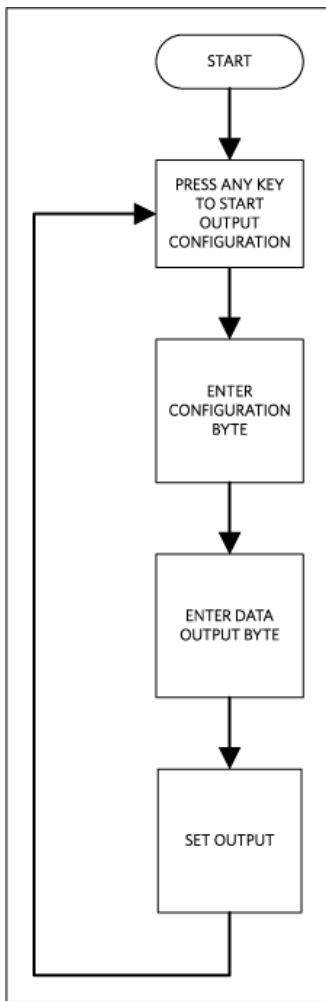 START
PRESS ANY KEY
TO START
OUTPUT
CONFIGURATION
ENTER
CONFIGURATION
BYTE
ENTER DATA
OUTPUT BYTE
SET OUTPUT